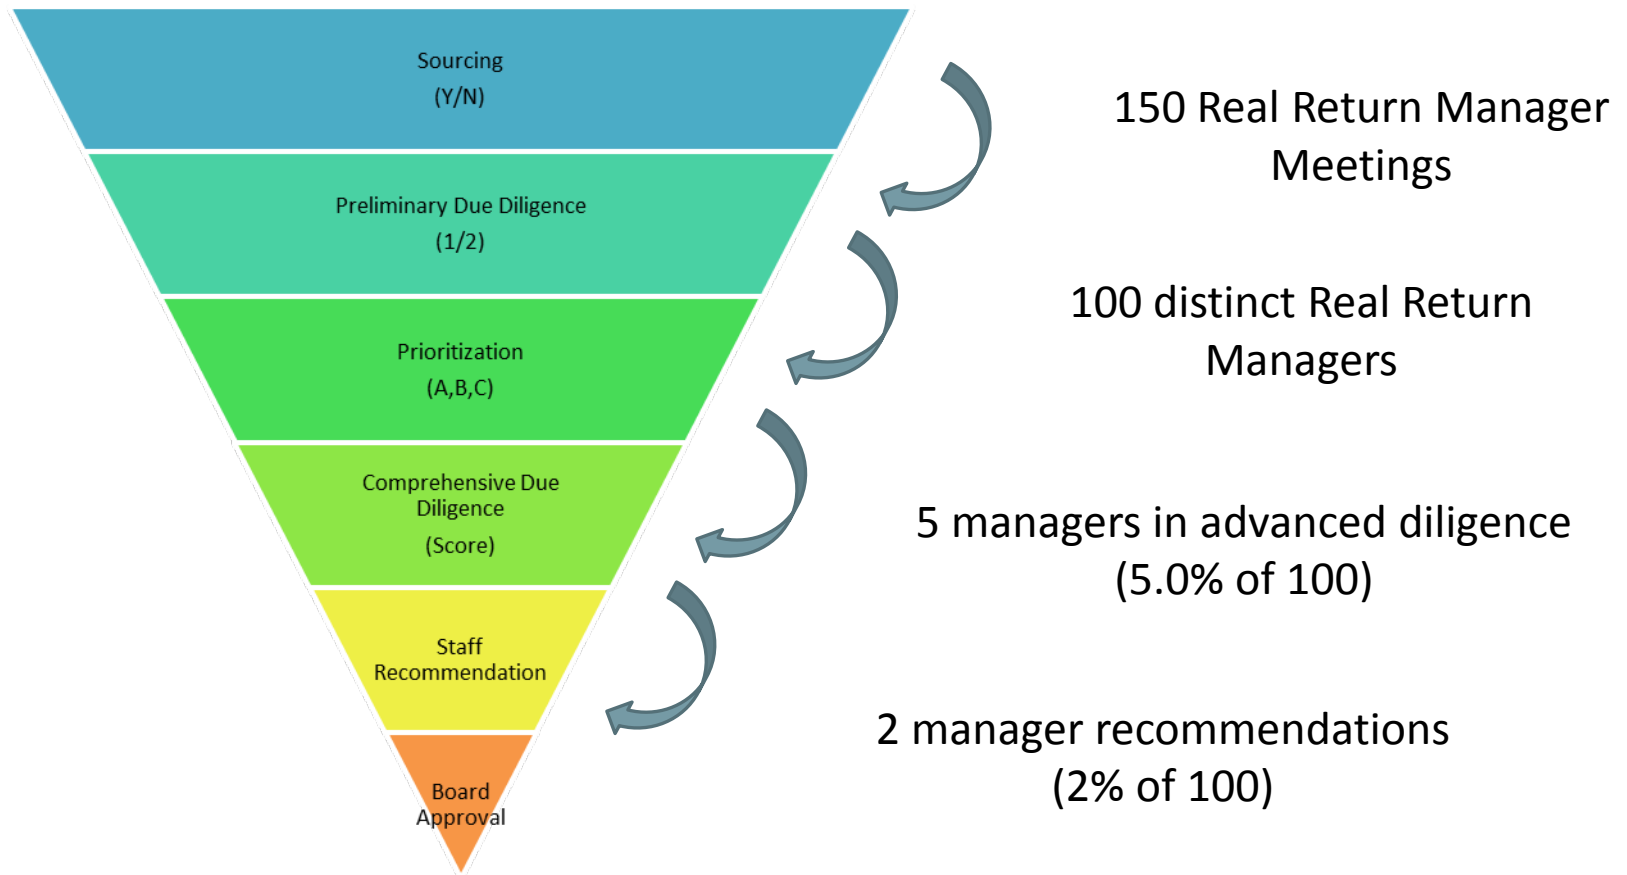 Sourcing
(Y/N)
Preliminary Due Diligence
(1/2)
Prioritization
(A,B,C)
Comprehensive Due
Diligence
(Score)
Staff
Recommendation
Board
Approval
150 Real Return Manager
Meetings
100 distinct Real Return
Managers
5 managers in advanced diligence
(5.0% of 100)
2 manager recommendations
(2% of 100)